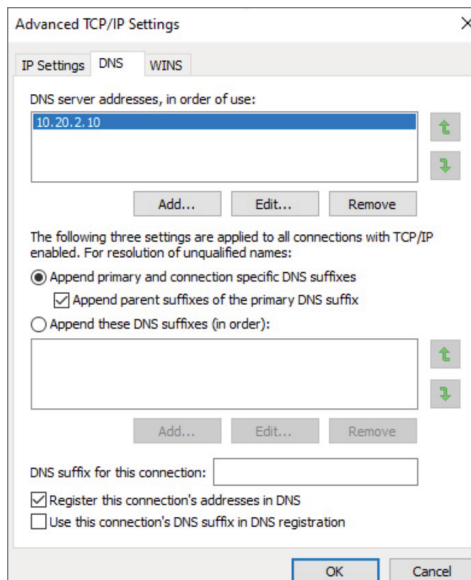 Advanced TCP/IP Settings
IP Settings DNS WINS
DNS server addresses, in order of use:
10.20.2.10
Add... Edit... Remove
The following three settings are applied to all connections with TCP/IP
enabled. For resolution of unqualified names:
Append primary and connection specific DNS suffixes
Append parent suffixes of the primary DNS suffix
Append these DNS suffixes (in order):
Add... Edit... Remove
DNS suffix for this connection:
Register this connection's addresses in DNS
Use this connection's DNS suffix in DNS registration
OK Cancel